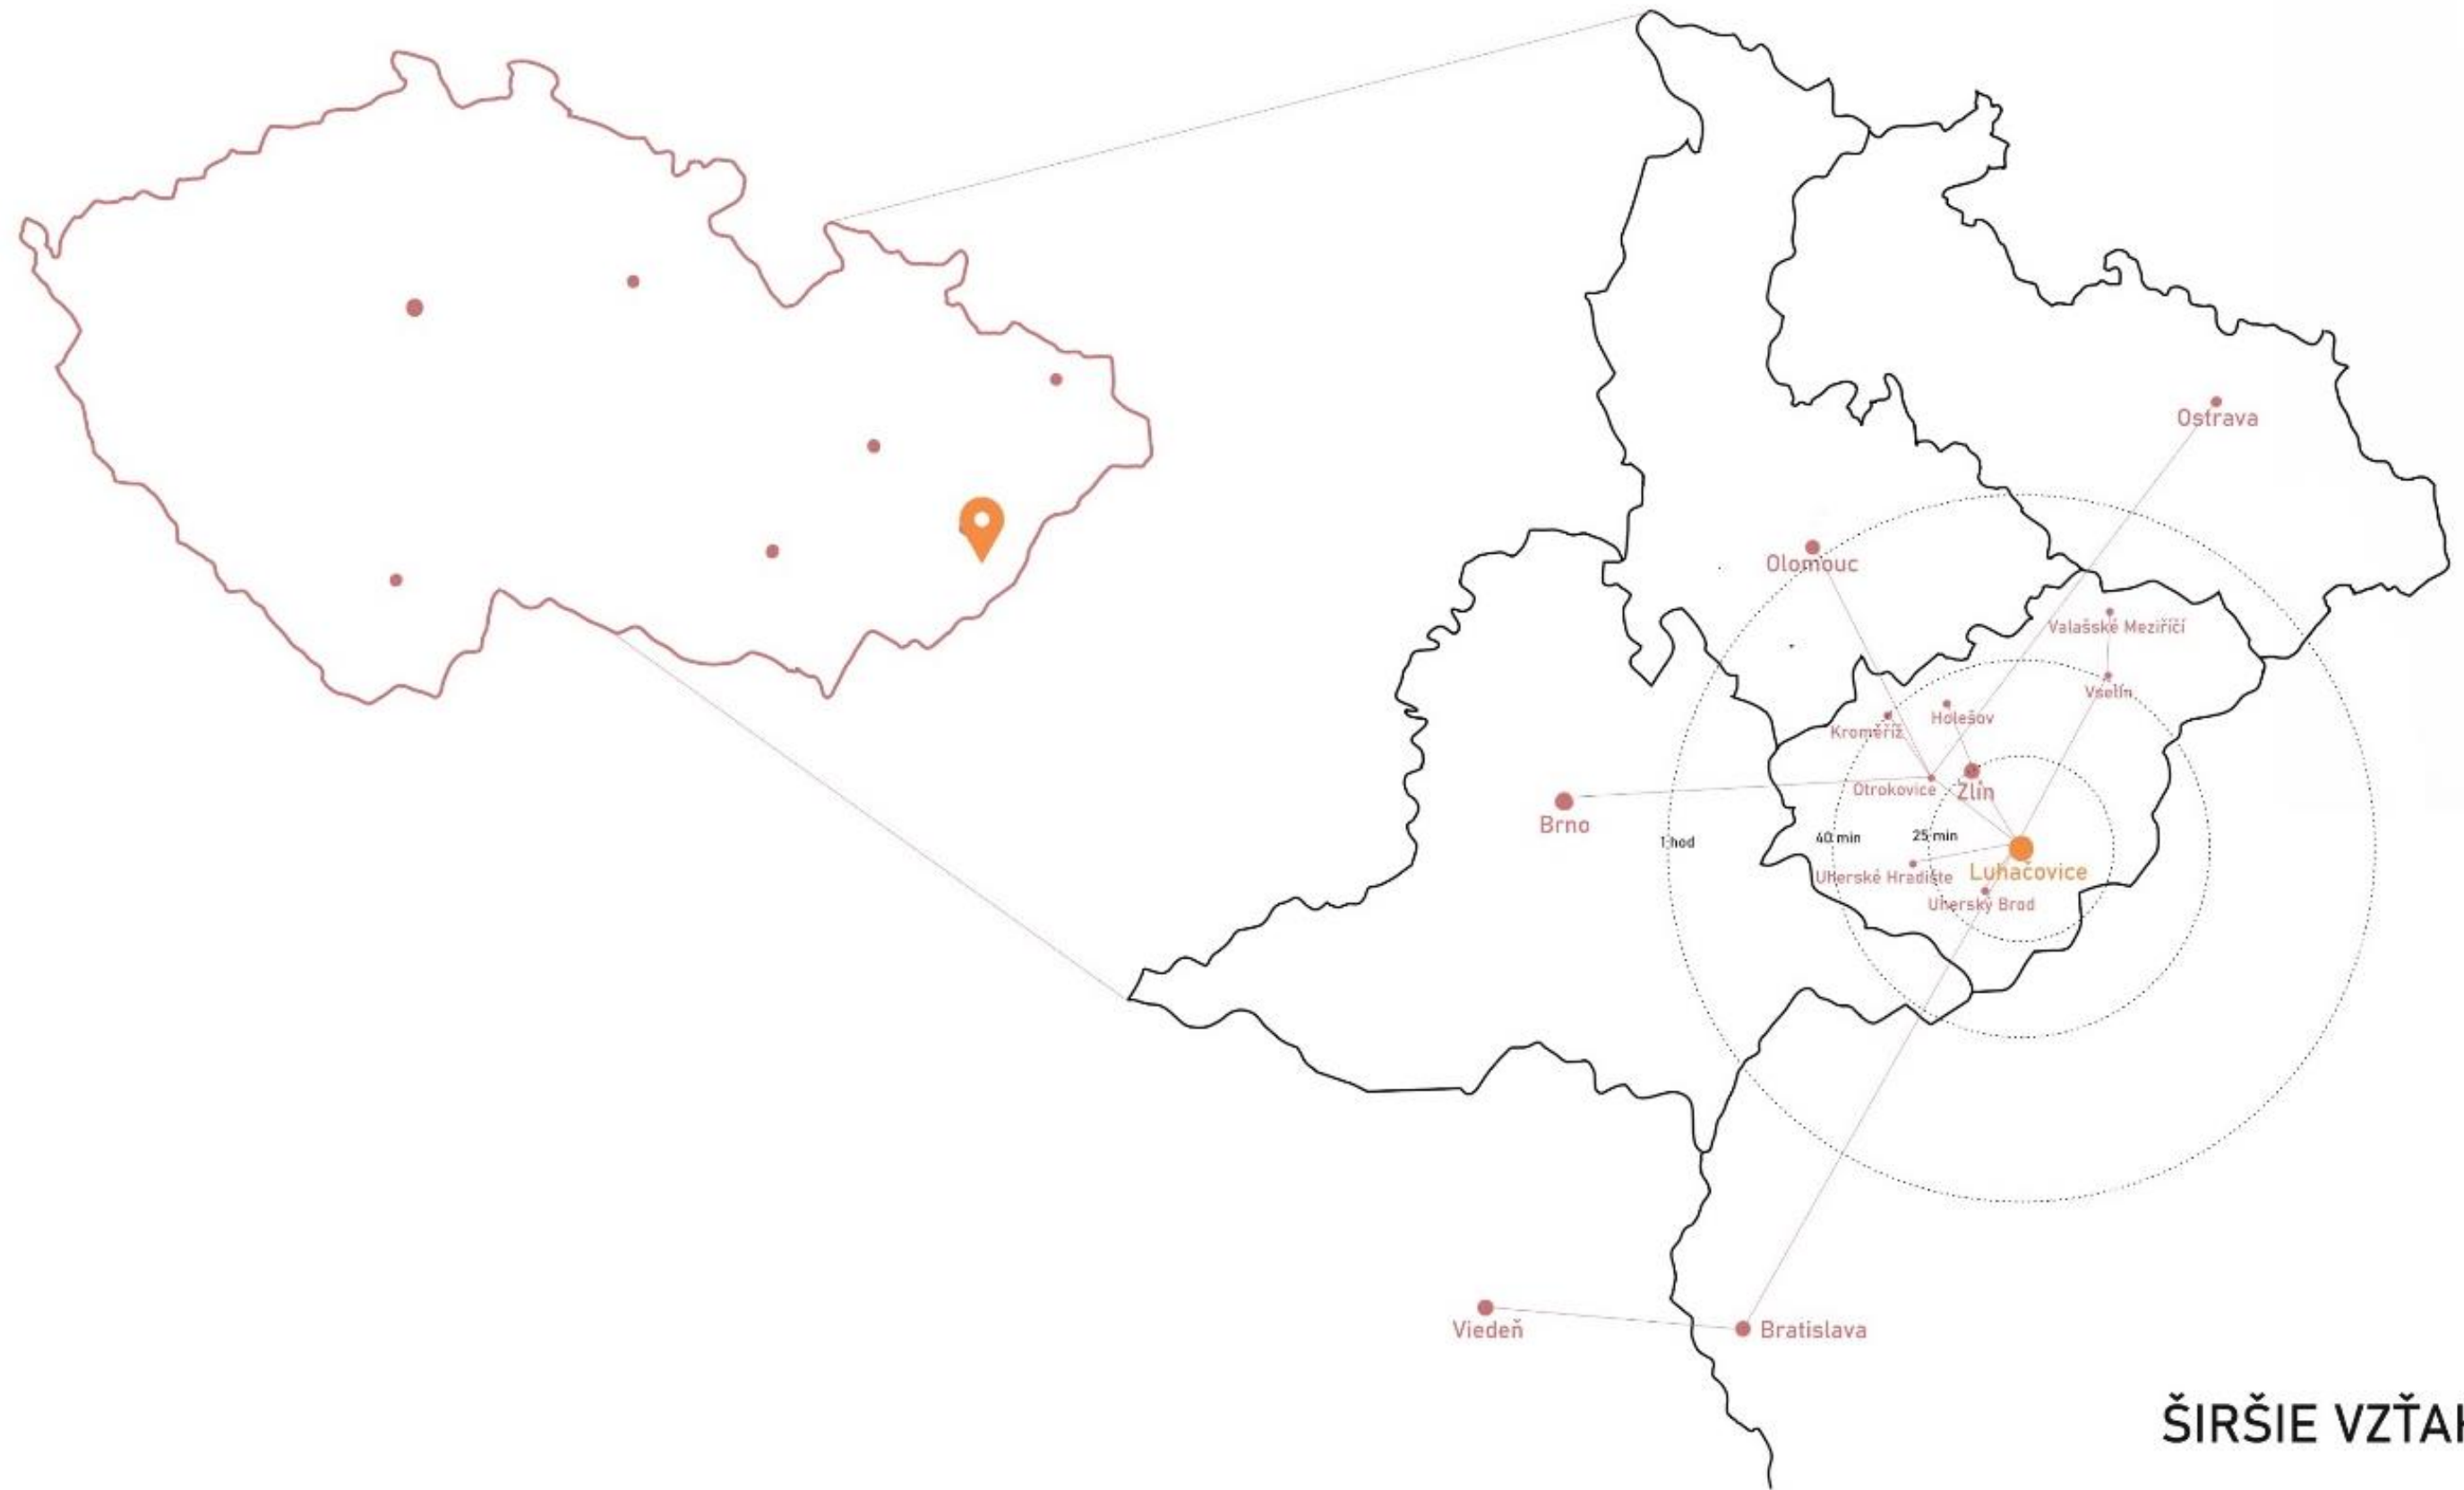 Ostrava
Olomouc
Valašské Meziříčí
Vselín
Holešov
Kroměříž
Otrokovice
Zlín
Brno
1 hod
40 min
25 min
Luhačovice
Uherské Hradište
Uherský Brod
Viedeň
Bratislava
ŠIRŠIE VZŤAH